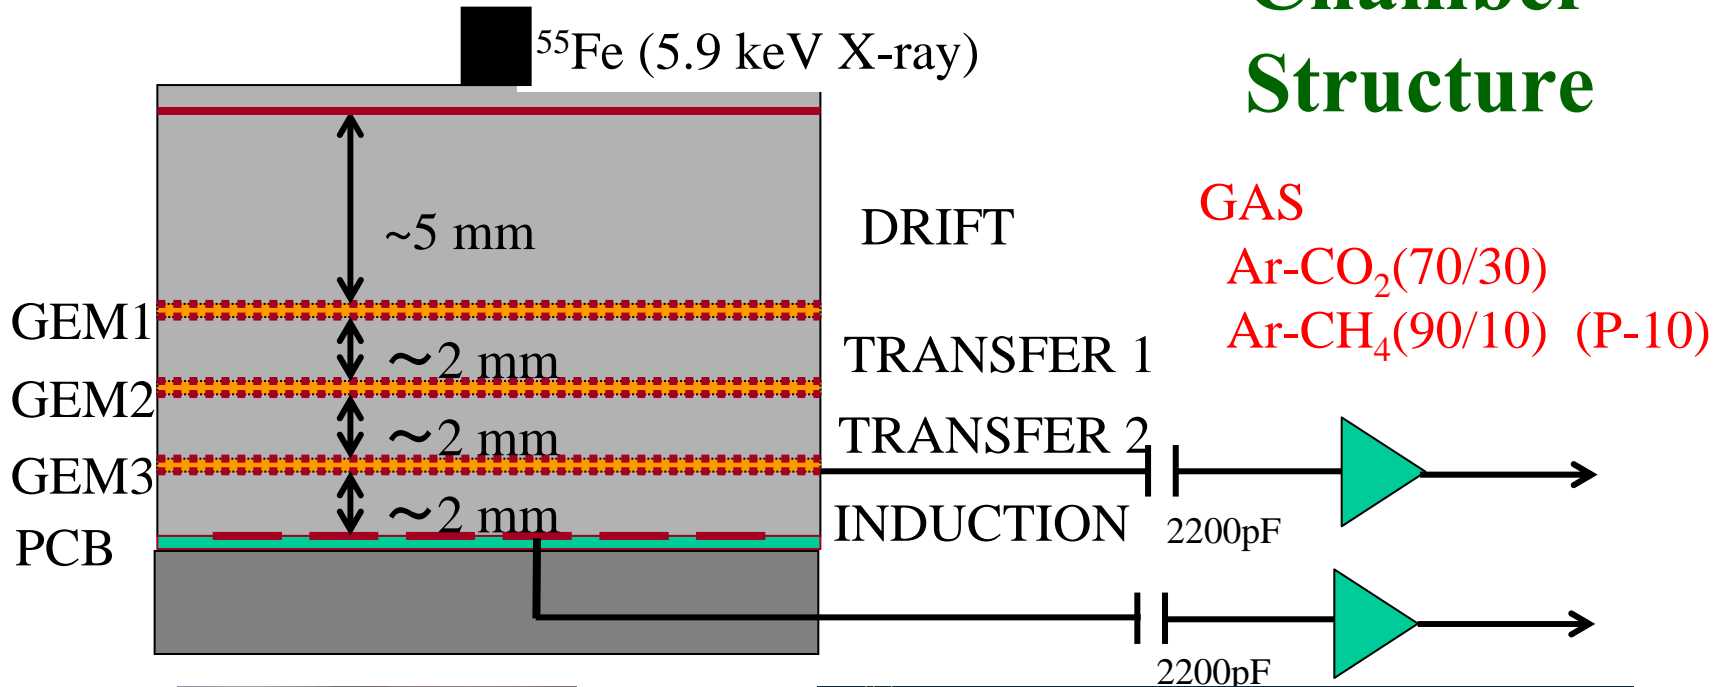 Chamber
Structure
⁵⁵Fe (5.9 keV X-ray)
~5 mm
DRIFT
GAS
Ar-CO₂(70/30)
Ar-CH₄(90/10) (P-10)
GEM1
~2 mm
TRANSFER 1
GEM2
~2 mm
TRANSFER 2
GEM3
~2 mm
INDUCTION
2200pF
PCB
2200pF